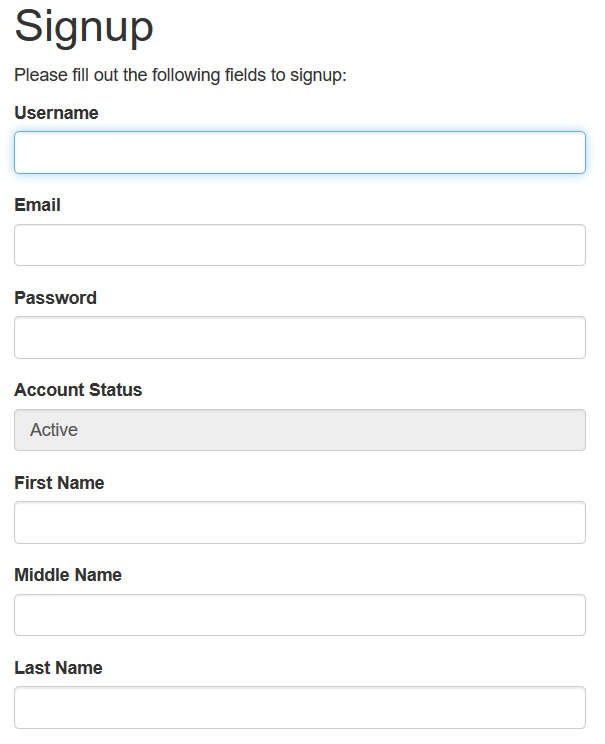 Signup
Please fill out the following fields to signup:
Username
Email
Password
Account Status
Active
First Name
Middle Name
Last Name